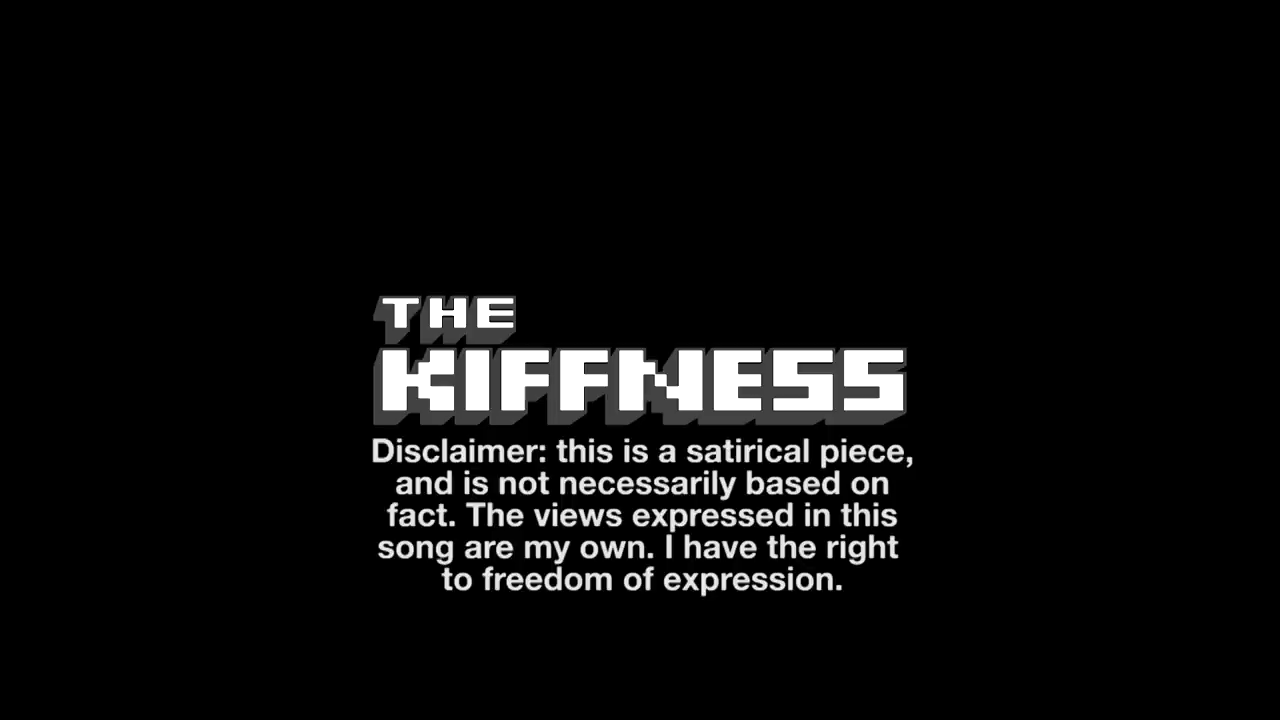 THE
KIFFNESS
Disclaimer: this is a satirical piece,
and is not necessarily based on
fact. The views expressed in this
song are my own. I have the right
to freedom of expression.